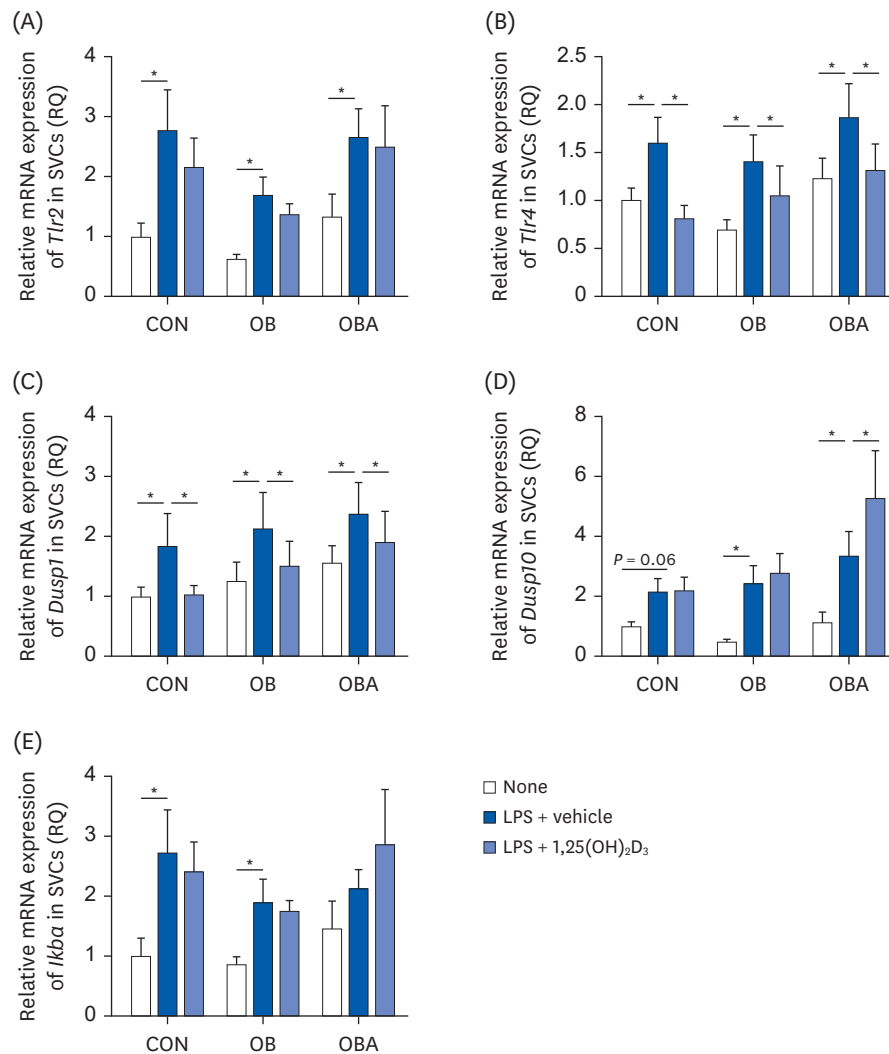 (A)
Relative mRNA expression
of Tlr2 in SVCs (RQ)
4
3
2
1
0
*
*
*
CON
OB
OBA
(B)
Relative mRNA expression
of Tlr4 in SVCs (RQ)
2.5
2.0
1.5
1.0
0.5
0.0
*
*
*
*
*
*
CON
OB
OBA
(C)
Relative mRNA expression
of Dusp1 in SVCs (RQ)
4
3
2
1
0
*
*
*
*
*
*
CON
OB
OBA
(D)
Relative mRNA expression
of Dusp10 in SVCs (RQ)
8
6
4
2
0
P = 0.06
*
*
*
CON
OB
OBA
(E)
Relative mRNA expression
of Ikbα in SVCs (RQ)
4
3
2
1
0
*
*
CON
OB
OBA
None
LPS + vehicle
LPS + 1,25(OH)₂D₃